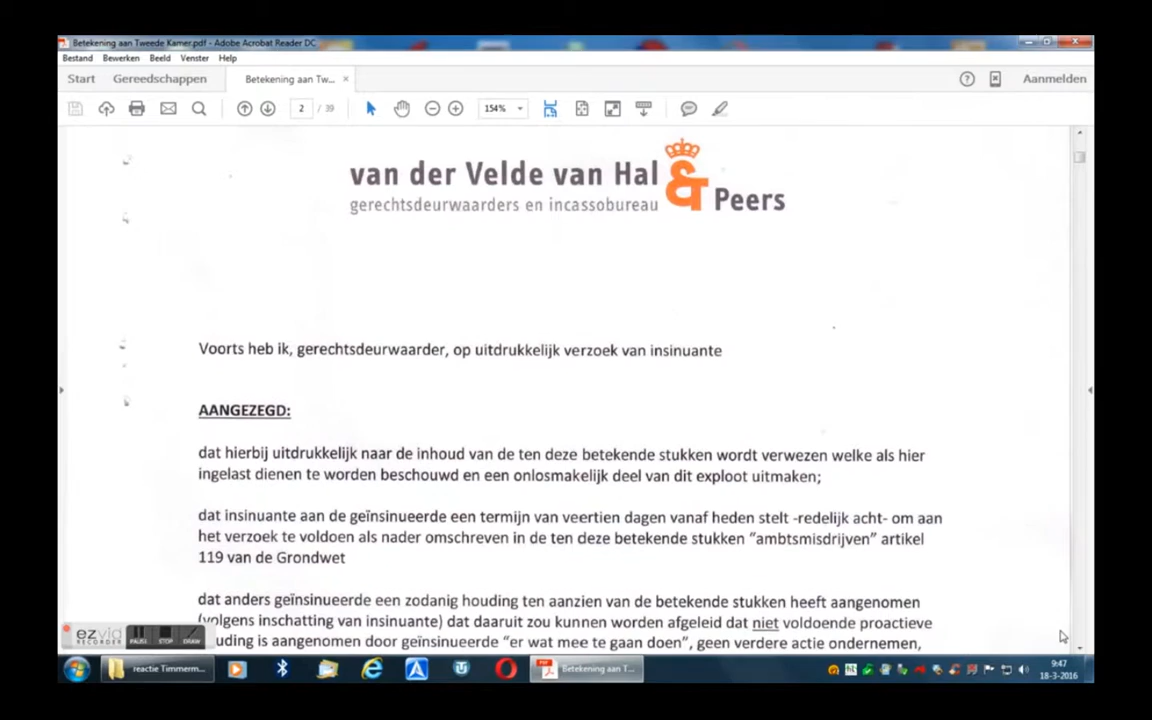 Betekening aan Tweede Kamer.pdf - Adobe Acrobat Reader DC
Bestand Bewerken Beeld Venster Help
Start Gereedschappen Betekening aan Tw... Aanmelden
2 / 39 154%
van der Velde van Hal & Peers
gerechtsdeurwaarders en incassobureau
Voorts heb ik, gerechtsdeurwaarder, op uitdrukkelijk verzoek van insinuante
AANGEZEGD:
dat hierbij uitdrukkelijk naar de inhoud van de ten deze betekende stukken wordt verwezen welke als hier
ingelast dienen te worden beschouwd en een onlosmakelijk deel van dit exploot uitmaken;
dat insinuante aan de geïnsinueerde een termijn van veertien dagen vanaf heden stelt -redelijk acht- om aan
het verzoek te voldoen als nader omschreven in de ten deze betekende stukken "ambtsmisdrijven" artikel
119 van de Grondwet
dat anders geïnsinueerde een zodanig houding ten aanzien van de betekende stukken heeft aangenomen
(volgens inschatting van insinuante) dat daaruit zou kunnen worden afgeleid dat niet voldoende proactieve
houding is aangenomen door geïnsinueerde "er wat mee te gaan doen", geen verdere actie ondernemen,
ezvid
RECORDER
PAUSE STOP DRAW
reactie Timmerm... Betekening aan T...
9:47
18-3-2016